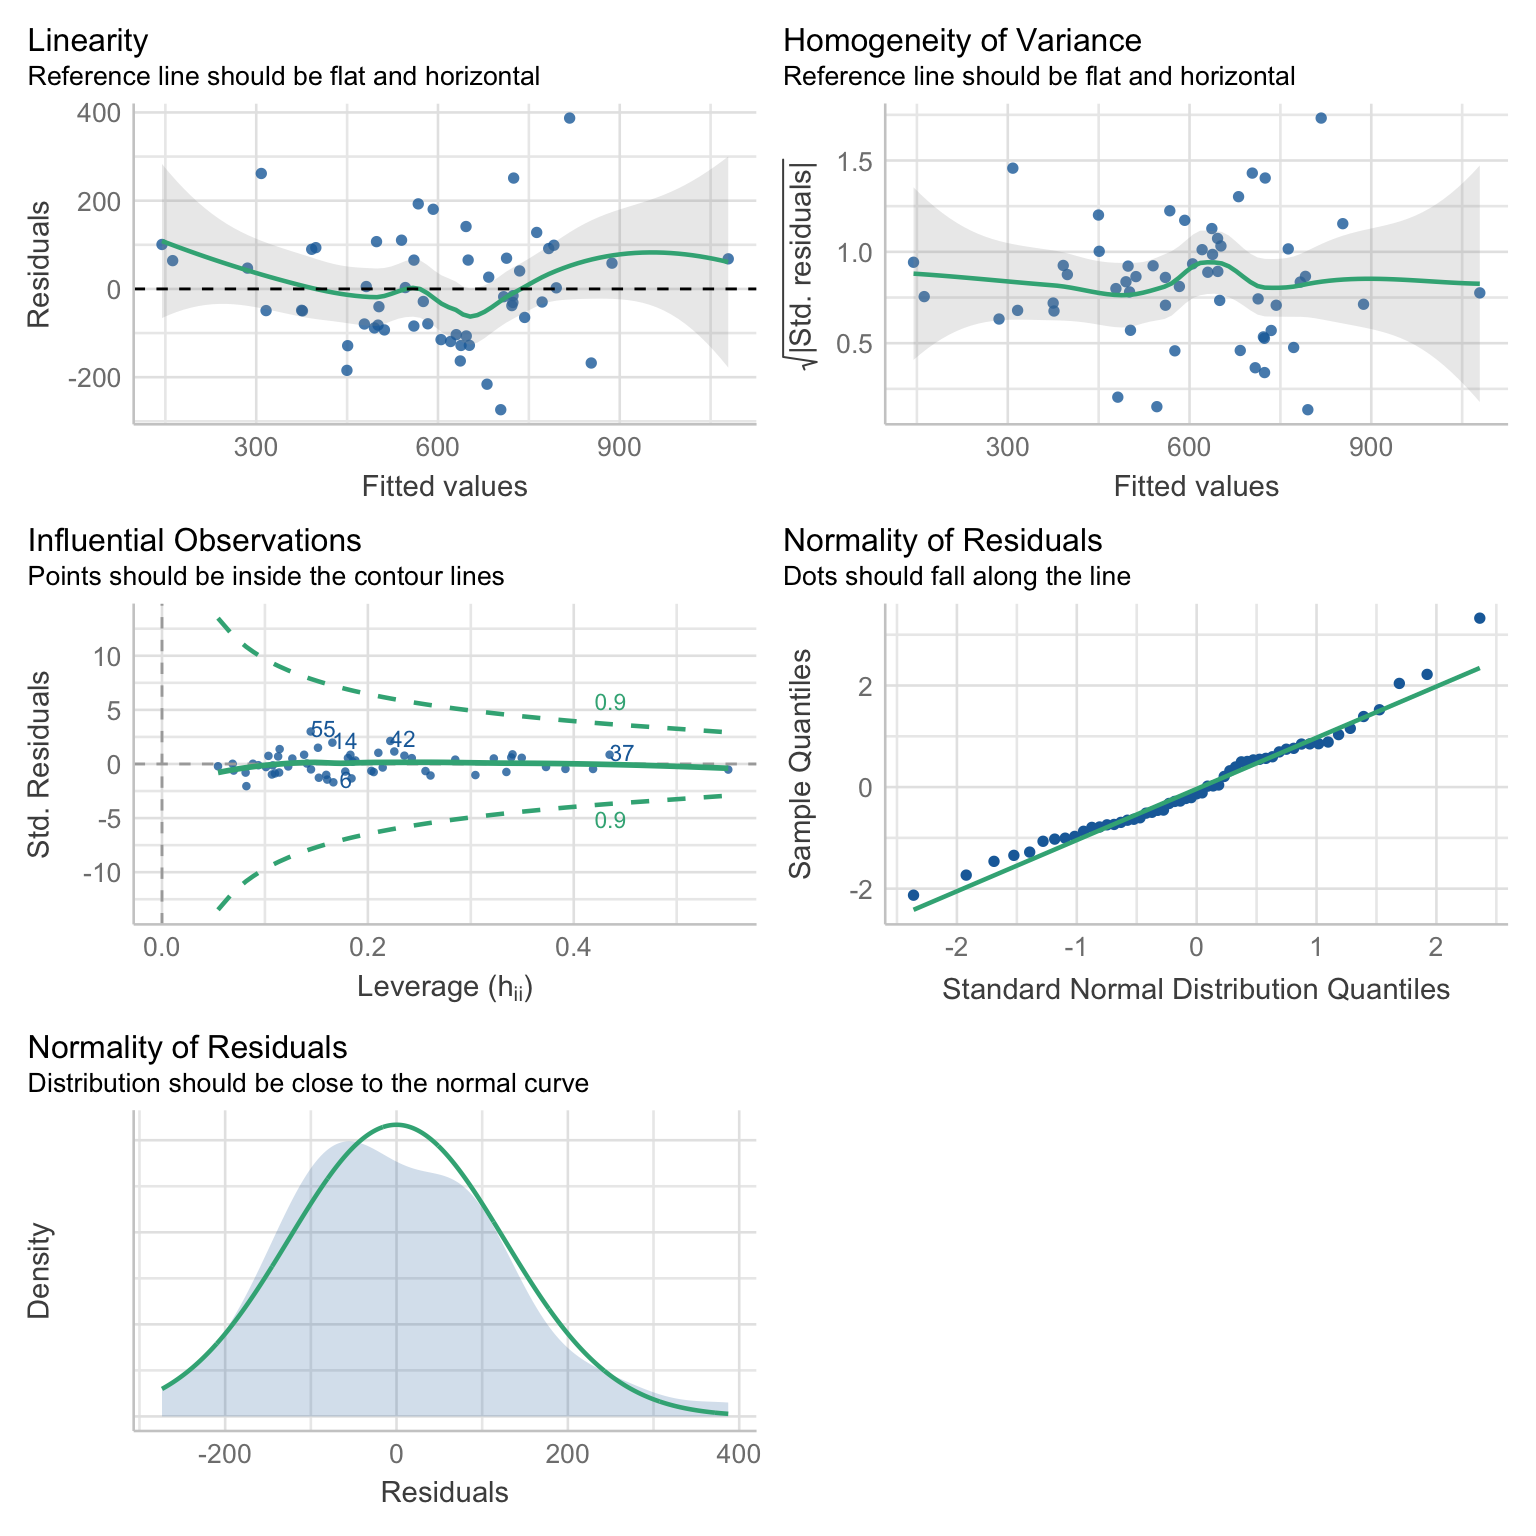 Linearity
Reference line should be flat and horizontal
400
200
0
-200
Residuals
300
600
900
Fitted values
Homogeneity of Variance
Reference line should be flat and horizontal
1.5
1.0
0.5
√|Std. residuals|
300
600
900
Fitted values
Influential Observations
Points should be inside the contour lines
10
5
0
-5
-10
Std. Residuals
0.9
55
14
42
37
6
0.9
0.0
0.2
0.4
Leverage (hii)
Normality of Residuals
Dots should fall along the line
2
0
-2
Sample Quantiles
-2
-1
0
1
2
Standard Normal Distribution Quantiles
Normality of Residuals
Distribution should be close to the normal curve
Density
-200
0
200
400
Residuals